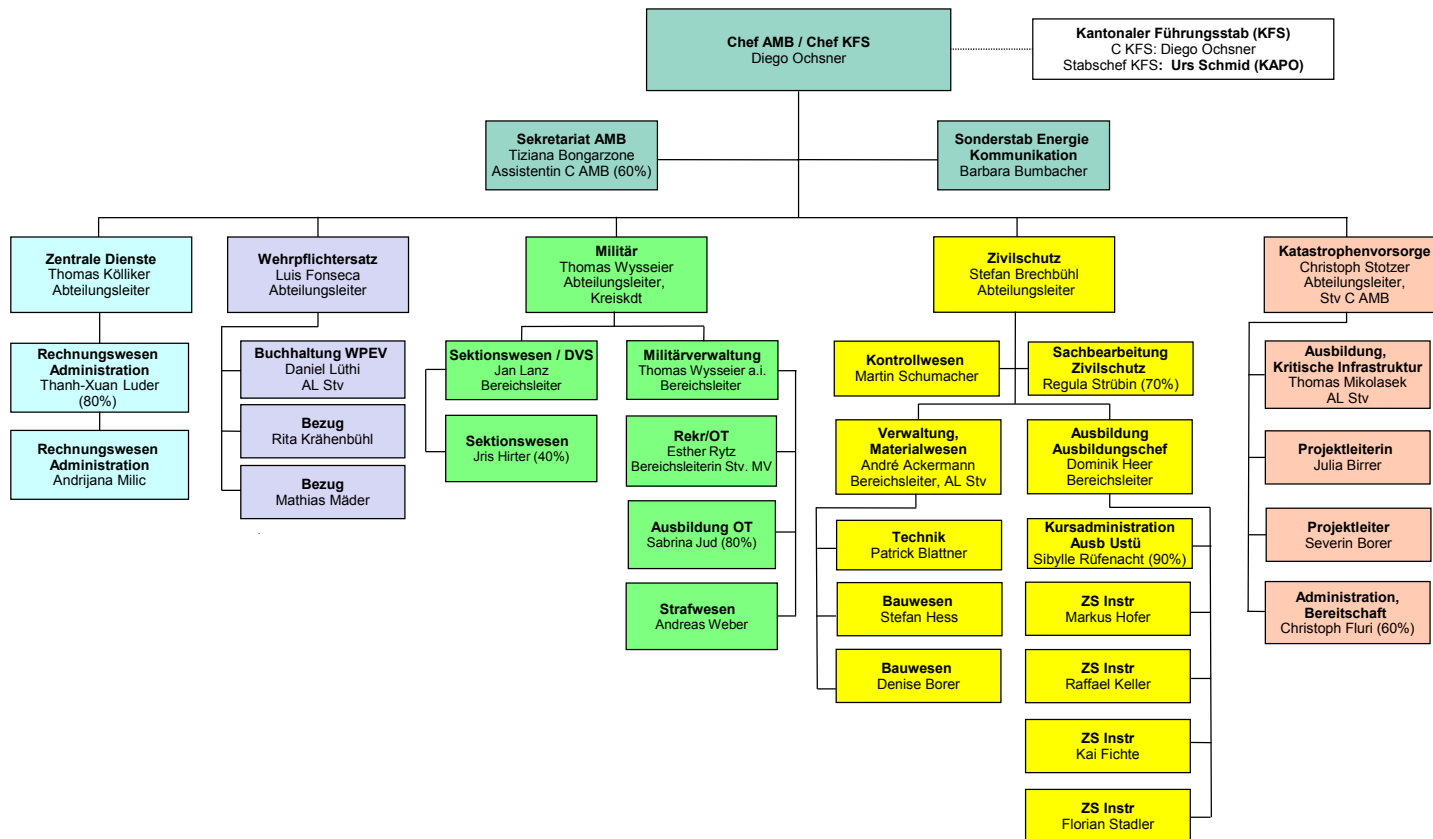 Chef AMB / Chef KFS
Diego Ochsner
Kantonaler Führungsstab (KFS)
C KFS: Diego Ochsner
Stabschef KFS: Urs Schmid (KAPO)
Sekretariat AMB
Tiziana Bongarzone
Assistentin C AMB (60%)
Sonderstab Energie
Kommunikation
Barbara Bumbacher
Zentrale Dienste
Thomas Kölliker
Abteilungsleiter
Wehrpflichtersatz
Luis Fonseca
Abteilungsleiter
Militär
Thomas Wysseier
Abteilungsleiter,
Kreiskdt
Zivilschutz
Stefan Brechbühl
Abteilungsleiter
Katastrophenvorsorge
Christoph Stotzer
Abteilungsleiter,
Stv C AMB
Rechnungswesen
Administration
Thanh-Xuan Luder
(80%)
Rechnungswesen
Administration
Andrijana Milic
Buchhaltung WPEV
Daniel Lüthi
AL Stv
Bezug
Rita Krähenbühl
Bezug
Mathias Mäder
Sektionswesen / DVS
Jan Lanz
Bereichsleiter
Sektionswesen
Jris Hirter (40%)
Militärverwaltung
Thomas Wysseier a.i.
Bereichsleiter
Rekr/OT
Esther Rytz
Bereichsleiterin Stv. MV
Ausbildung OT
Sabrina Jud (80%)
Strafwesen
Andreas Weber
Kontrollwesen
Martin Schumacher
Sachbearbeitung
Zivilschutz
Regula Strübin (70%)
Verwaltung,
Materialwesen
André Ackermann
Bereichsleiter, AL Stv
Technik
Patrick Blattner
Bauwesen
Stefan Hess
Bauwesen
Denise Borer
Ausbildung
Ausbildungschef
Dominik Heer
Bereichsleiter
Kursadministration
Ausb Ustü
Sibylle Rüfenacht (90%)
ZS Instr
Markus Hofer
ZS Instr
Raffael Keller
ZS Instr
Kai Fichte
ZS Instr
Florian Stadler
Ausbildung,
Kritische Infrastruktur
Thomas Mikolasek
AL Stv
Projektleiterin
Julia Birrer
Projektleiter
Severin Borer
Administration,
Bereitschaft
Christoph Fluri (60%)